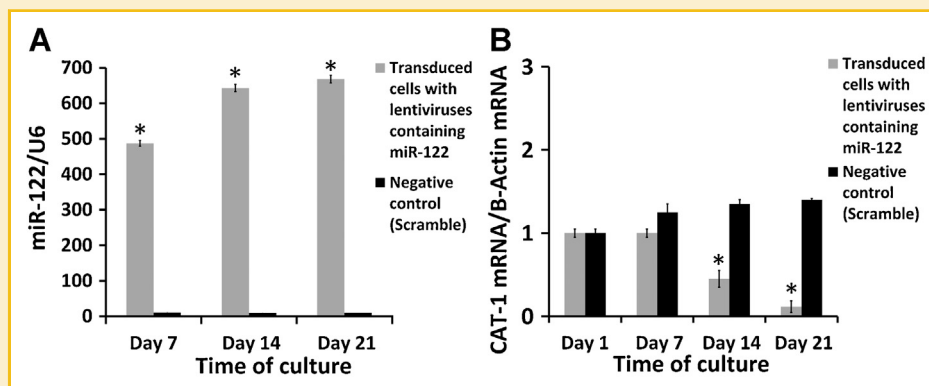 A
miR-122/U6
700
600
500
400
300
200
100
0
*
*
*
Day 7 Day 14 Day 21
Time of culture
Transduced
cells with
lentiviruses
containing
miR-122
Negative
control
(Scramble)
B
CAT-1 mRNA/B-Actin mRNA
3
2
1
0
*
*
Day 1 Day 7 Day 14 Day 21
Time of culture
Transduced
cells with
lentiviruses
containing
miR-122
Negative
control
(Scramble)